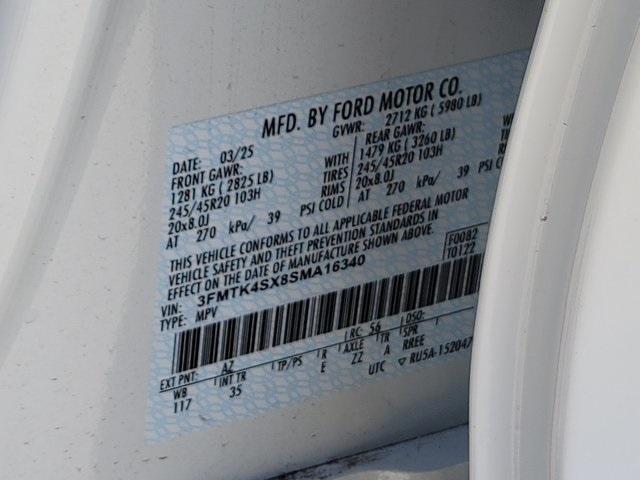 MFD. BY FORD MOTOR CO.
DATE: 03/25 GVWR: 2712 KG ( 5980 LB)
FRONT GAWR: REAR GAWR:
1281 KG ( 2825 LB) WITH 1479 KG ( 3260 LB)
245/45R20 103H TIRES 245/45R20 103H
20x8.0J RIMS 20x8.0J
AT 270 kPa/ 39 PSI COLD AT 270 kPa/ 39 PSI CO
THIS VEHICLE CONFORMS TO ALL APPLICABLE FEDERAL MOTOR
VEHICLE SAFETY AND THEFT PREVENTION STANDARDS IN
EFFECT ON THE DATE OF MANUFACTURE SHOWN ABOVE.
F0082
T0122
VIN: 3FMTK4SX8SMA16340
TYPE: MPV
EXT PNT: AZ RC: 56 DSO:
WB INT TR TP/PS R AXLE TR SPR
117 35 E ZZ A RREE
UTC ▽ RU5A-152047